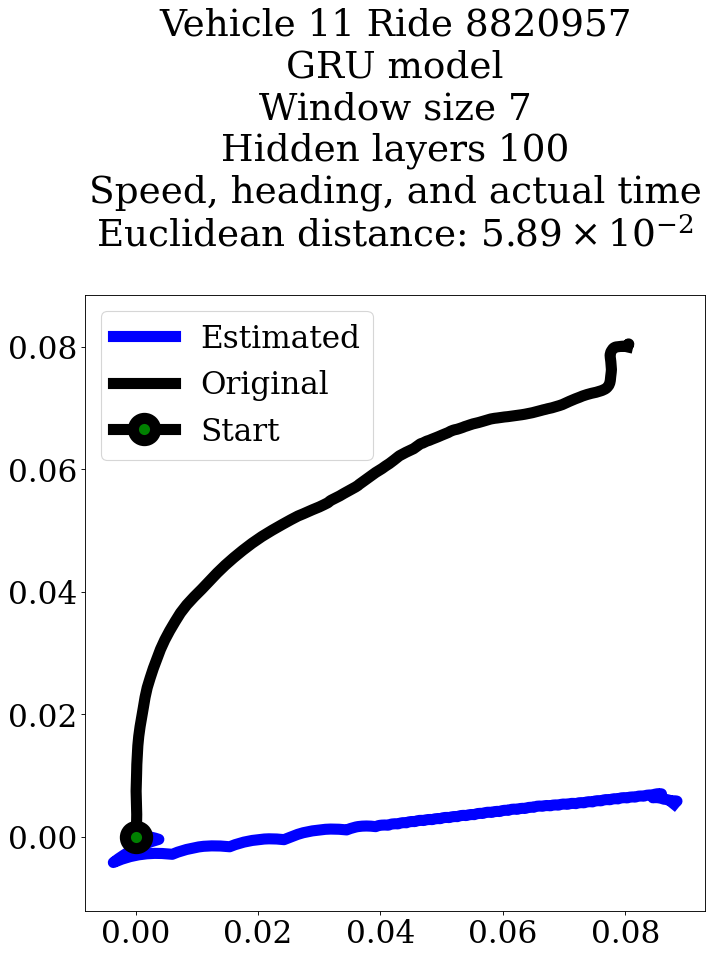 Vehicle 11 Ride 8820957
GRU model
Window size 7
Hidden layers 100
Speed, heading, and actual time
Euclidean distance: 5.89 × 10⁻²
Estimated
Original
Start
0.08
0.06
0.04
0.02
0.00
0.00 0.02 0.04 0.06 0.08